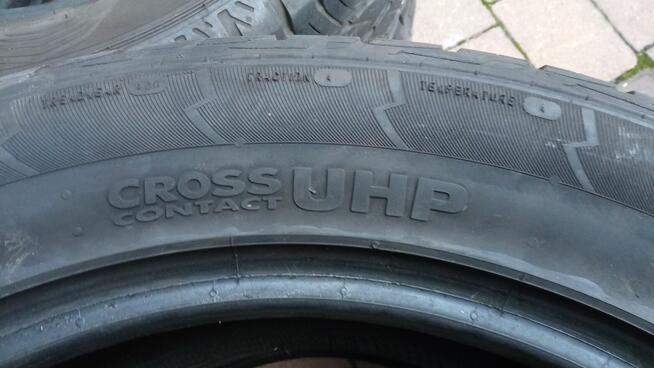 TREADWEAR
TRACTION A
TEMPERATURE A
CROSS
CONTACT UHP